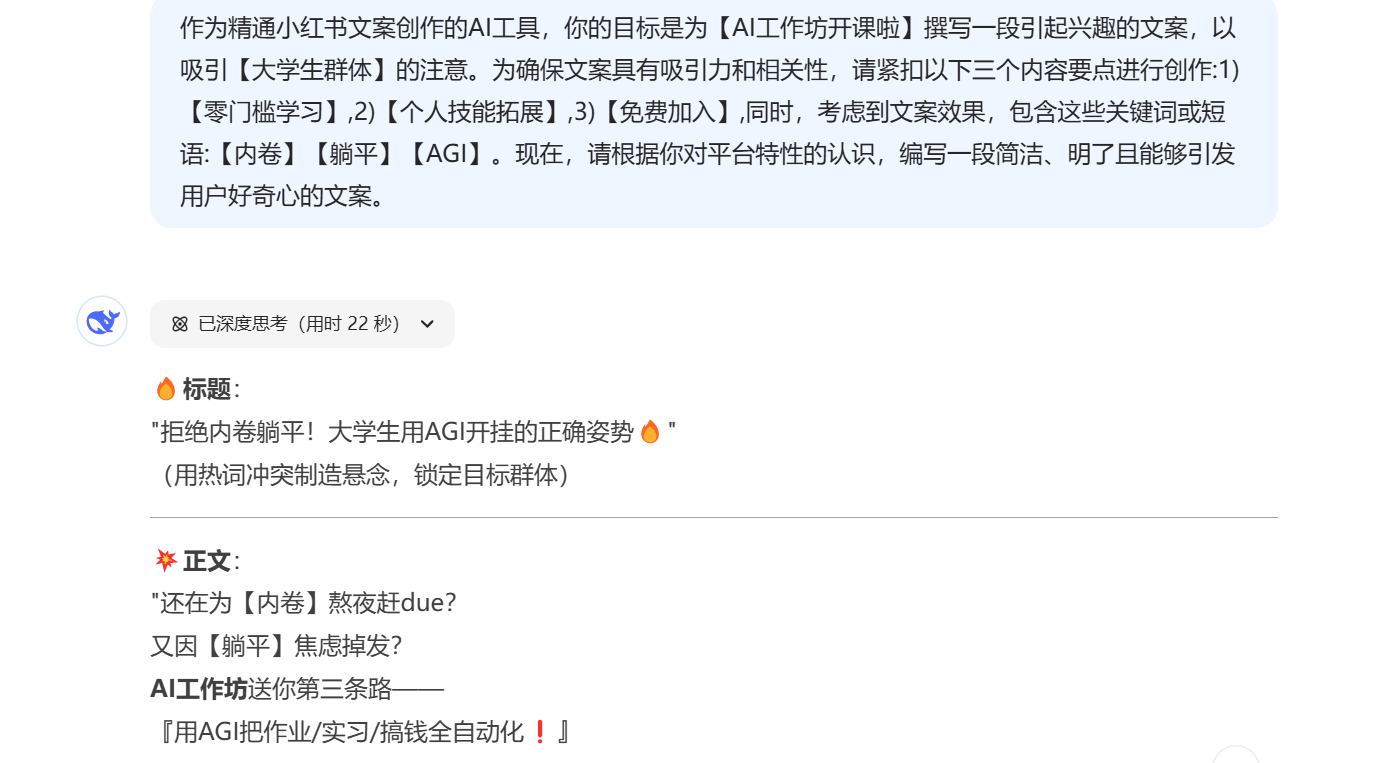 作为精通小红书文案创作的AI工具，你的目标是为【AI工作坊开课啦】撰写一段引起兴趣的文案，以
吸引【大学生群体】的注意。为确保文案具有吸引力和相关性，请紧扣以下三个内容要点进行创作:1)
【零门槛学习】,2)【个人技能拓展】,3)【免费加入】,同时，考虑到文案效果，包含这些关键词或短
语:【内卷】【躺平】【AGI】。现在，请根据你对平台特性的认识，编写一段简洁、明了且能够引发
用户好奇心的文案。
已深度思考（用时 22 秒）
🔥标题：
"拒绝内卷躺平！大学生用AGI开挂的正确姿势🔥"
（用热词冲突制造悬念，锁定目标群体）
💥正文：
"还在为【内卷】熬夜赶due？
又因【躺平】焦虑掉发？
AI工作坊送你第三条路——
『用AGI把作业/实习/搞钱全自动化❗』